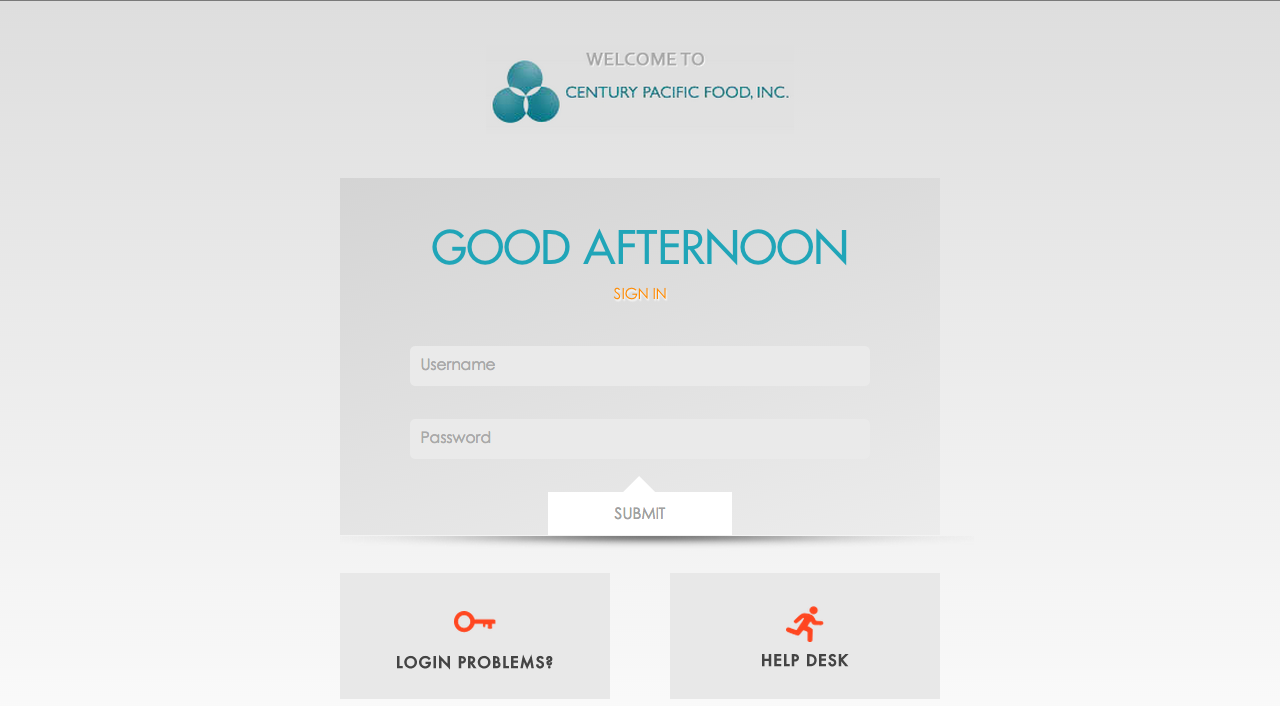 WELCOME TO
CENTURY PACIFIC FOOD, INC.
GOOD AFTERNOON
SIGN IN
Username
Password
SUBMIT
LOGIN PROBLEMS?
HELP DESK